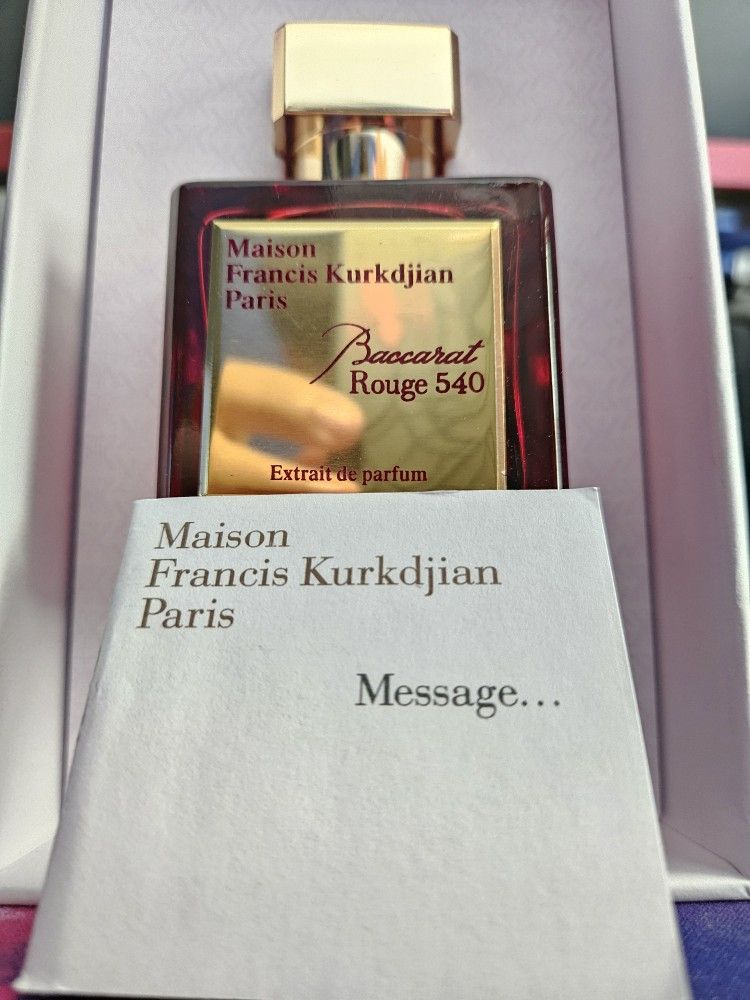 Maison
Francis Kurkdjian
Paris
Baccarat
Rouge 540
Extrait de parfum
Maison
Francis Kurkdjian
Paris
Message...